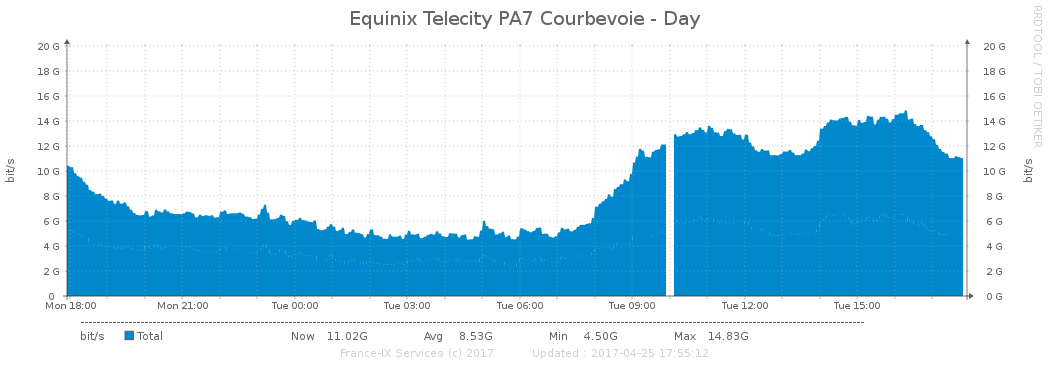 Equinix Telecity PA7 Courbevoie - Day
RRDTOOL / TOBI OETIKER
bit/s
20 G 20 G
18 G 18 G
16 G 16 G
14 G 14 G
12 G 12 G
10 G 10 G
8 G 8 G
6 G 6 G
4 G 4 G
2 G 2 G
0 0 G
bit/s
Mon 18:00 Mon 21:00 Tue 00:00 Tue 03:00 Tue 06:00 Tue 09:00 Tue 12:00 Tue 15:00
bit/s Total Now 11.02G Avg 8.53G Min 4.50G Max 14.83G
France-IX Services (c) 2017 Updated : 2017-04-25 17:55:12